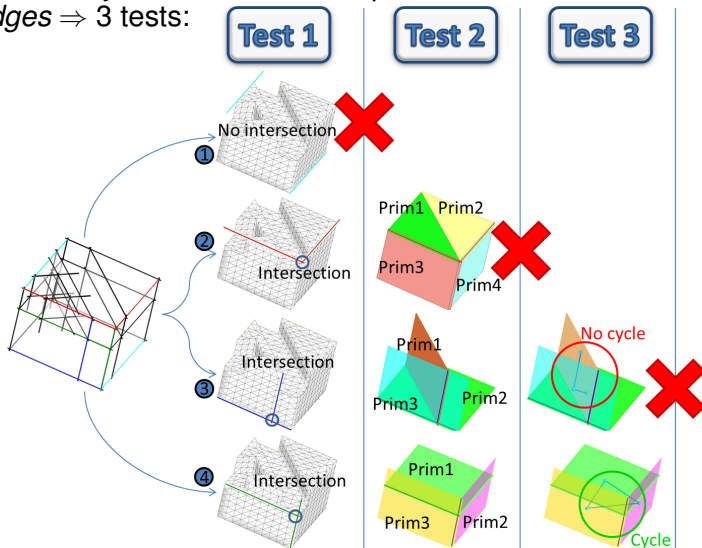 dges ⇒ 3 tests:
Test 1
Test 2
Test 3
No intersection
1
2
Intersection
Prim1
Prim2
Prim3
Prim4
3
Intersection
Prim1
Prim3
Prim2
No cycle
4
Intersection
Prim1
Prim3
Prim2
Cycle